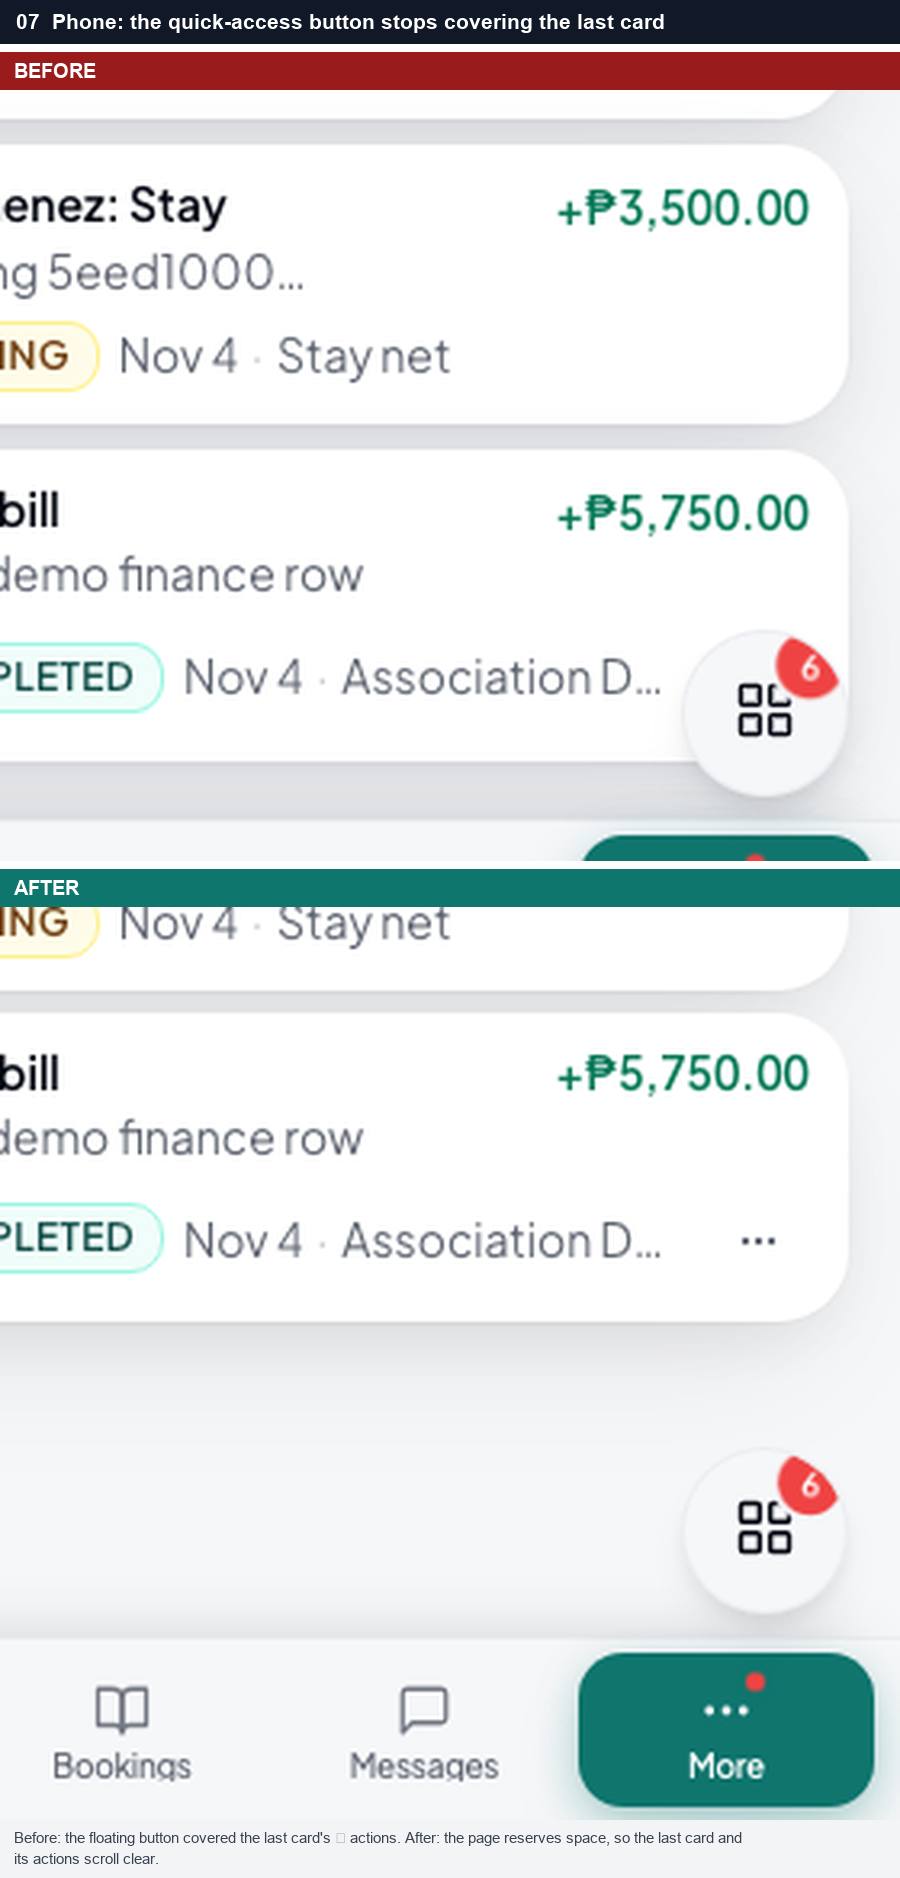 07 Phone: the quick-access button stops covering the last card
BEFORE
enez: Stay
+₱3,500.00
ng 5eed1000...
ING Nov 4 · Stay net
bill
+₱5,750.00
demo finance row
PLETED Nov 4 · Association D...
6
AFTER
ING Nov 4 · Stay net
bill
+₱5,750.00
demo finance row
PLETED Nov 4 · Association D... ...
6
Bookings Messages More
Before: the floating button covered the last card's □ actions. After: the page reserves space, so the last card and
its actions scroll clear.